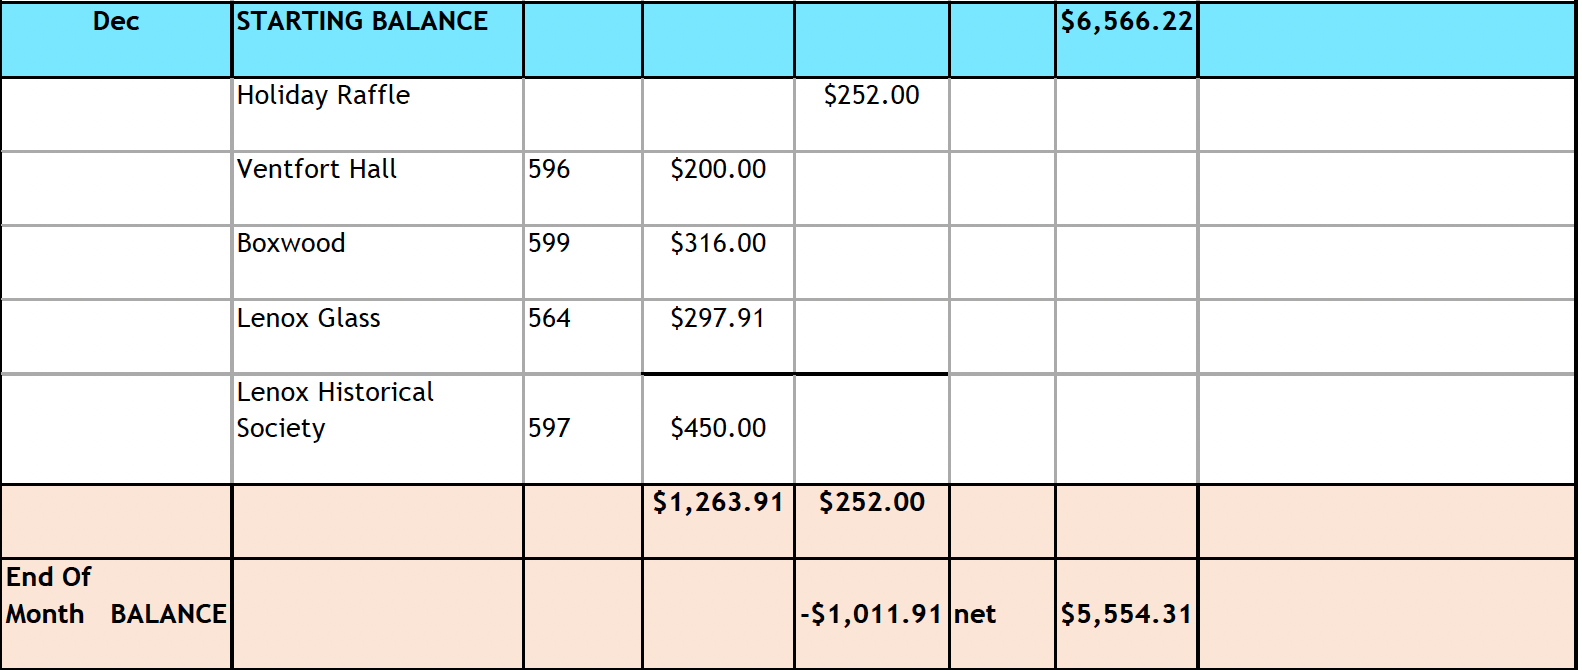 Dec STARTING BALANCE $6,566.22
Holiday Raffle $252.00
Ventfort Hall 596 $200.00
Boxwood 599 $316.00
Lenox Glass 564 $297.91
Lenox Historical
Society 597 $450.00
$1,263.91 $252.00
End Of
Month BALANCE -$1,011.91 net $5,554.31